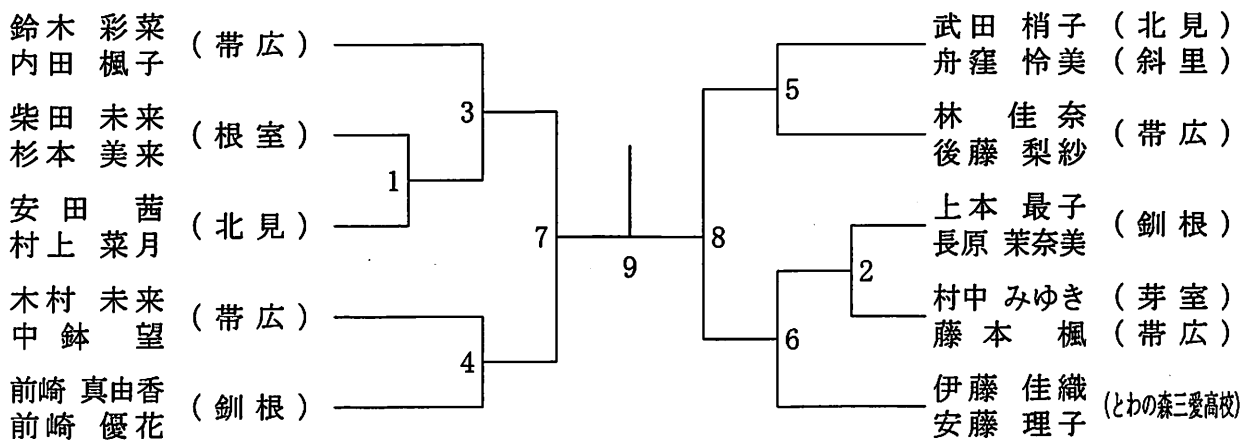 鈴木 彩菜 (帯広)
内田 楓子
柴田 未来 (根室)
杉本 美来
安田 茜 (北見)
村上 菜月
木村 未来 (帯広)
中鉢 望
前崎 真由香 (釧根)
前崎 優花
3
1
7
4
9
武田 梢子 (北見)
舟窪 怜美 (斜里)
林 佳奈 (帯広)
後藤 梨紗
上本 最子 (釧根)
長原 茉奈美
村中 みゆき (芽室)
藤本 楓 (帯広)
伊藤 佳織 (とわの森三愛高校)
安藤 理子
5
8
2
6